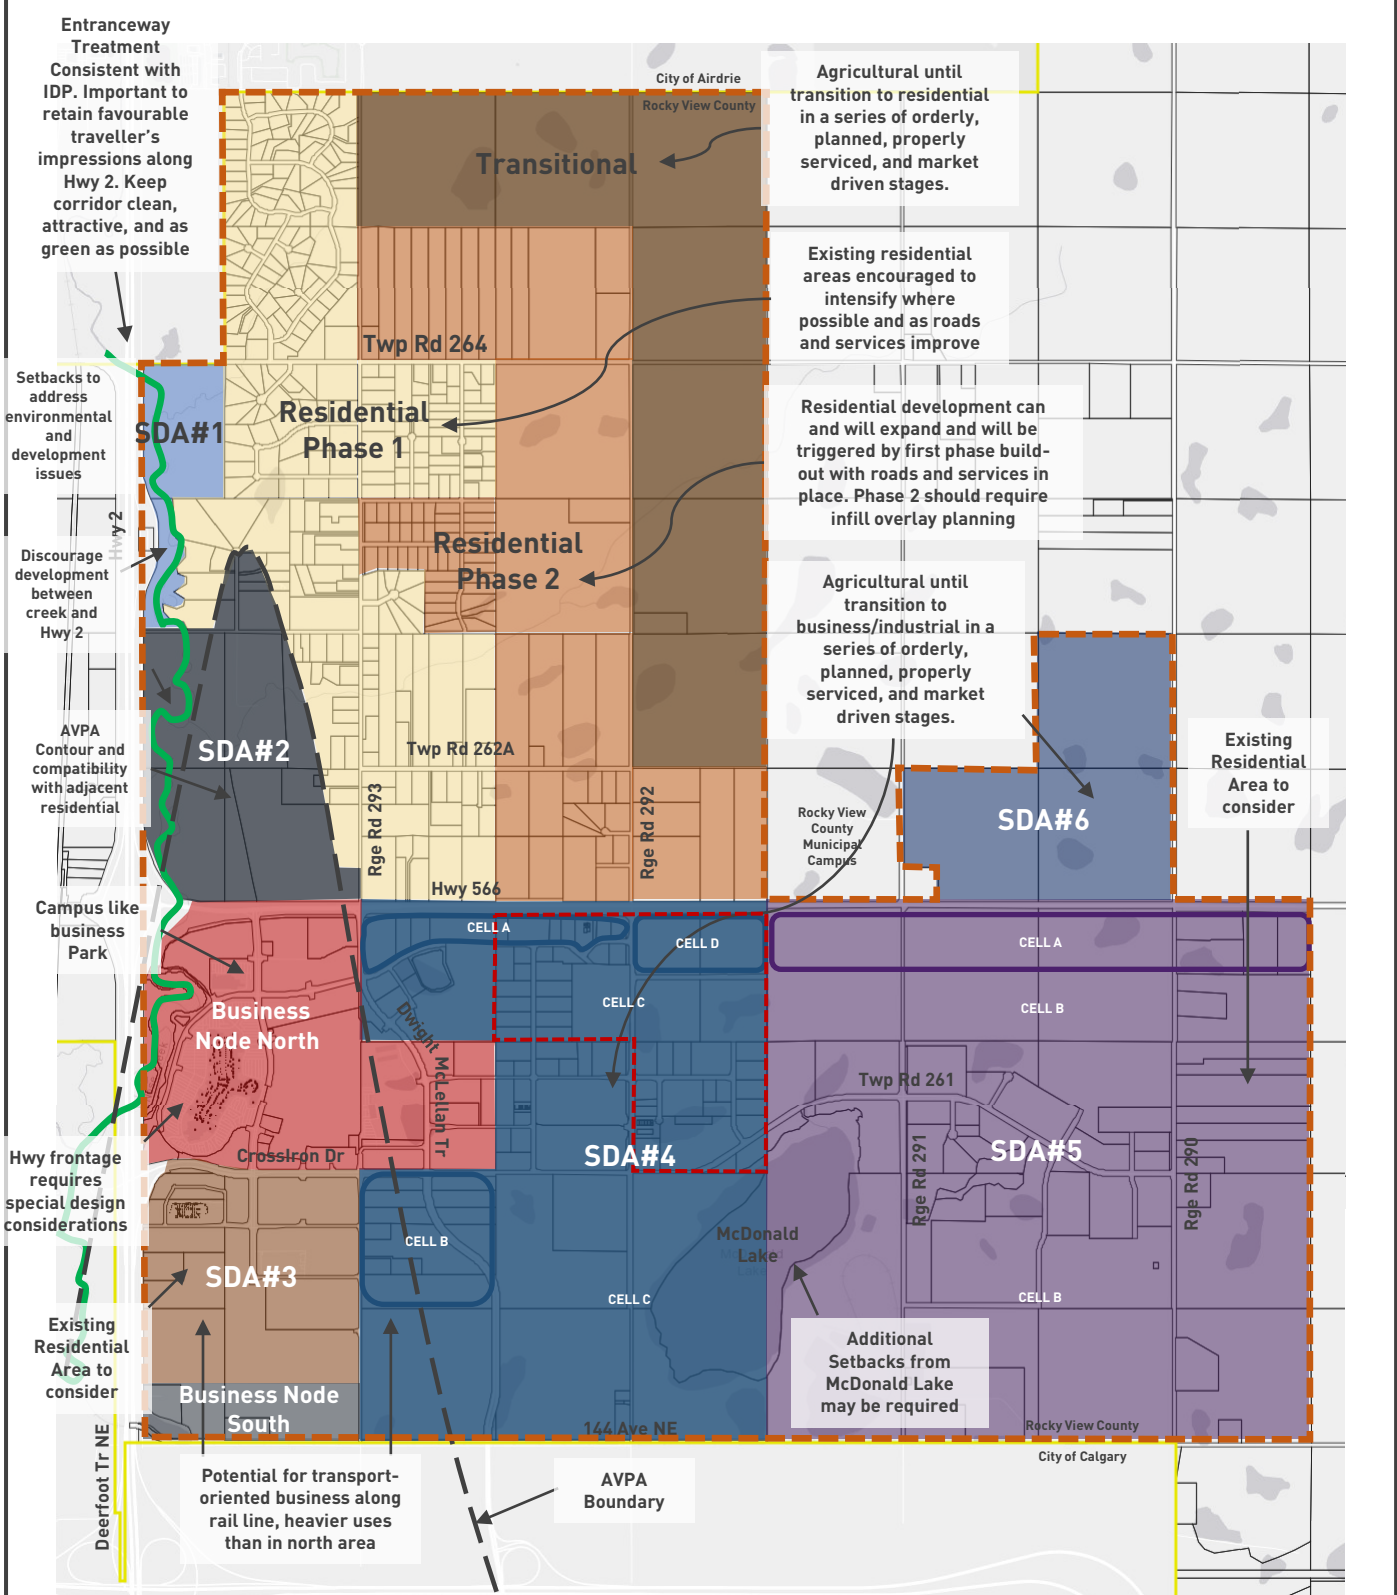 Entranceway
Treatment
Consistent with
IDP. Important to
retain favourable
traveller's
impressions along
Hwy 2. Keep
corridor clean,
attractive, and as
green as possible
City of Airdrie
Rocky View County
Agricultural until
transition to residential
in a series of orderly,
planned, properly
serviced, and market
driven stages.
Transitional
Existing residential
areas encouraged to
intensify where
possible and as roads
and services improve
Twp Rd 264
Setbacks to
address
environmental
and
development
issues
SDA#1
Residential
Phase 1
Residential development can
and will expand and will be
triggered by first phase build-
out with roads and services in
place. Phase 2 should require
infill overlay planning
Hwy 2
Discourage
development
between
creek and
Hwy 2
Residential
Phase 2
Agricultural until
transition to
business/industrial in a
series of orderly,
planned, properly
serviced, and market
driven stages.
AVPA
Contour and
compatibility
with adjacent
residential
SDA#2
Twp Rd 262A
Existing
Residential
Area to
consider
Rge Rd 293
Rge Rd 292
Rocky View
County
Municipal
Campus
SDA#6
Hwy 566
Campus like
business
Park
CELL A
CELL D
CELL A
CELL C
CELL B
Business
Node North
Dwight McLellan Tr
Twp Rd 261
CrossIron Dr
SDA#4
SDA#5
Rge Rd 291
Rge Rd 290
Hwy frontage
requires
special design
considerations
McDonald
Lake
CELL B
SDA#3
CELL C
CELL B
Existing
Residential
Area to
consider
Additional
Setbacks from
McDonald Lake
may be required
Business Node
South
144 Ave NE
Rocky View County
City of Calgary
Deerfoot Tr NE
Potential for transport-
oriented business along
rail line, heavier uses
than in north area
AVPA
Boundary